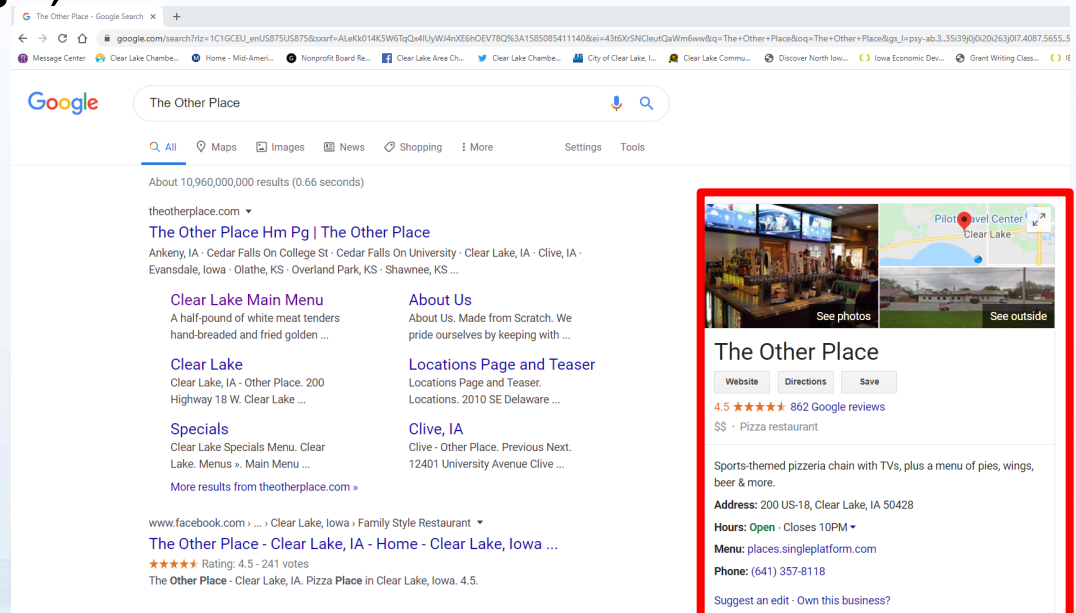 The Other Place - Google Search
google.com/search?rlz=1C1GCEU_enUS875US875&sxsrf=ALeKk014K5W6TqQx4lUyWJ4nXE6hOEV78Q%3A1585085411140&ei=43t6XrSNCIeutQaWm6ww&q=The+Other+Place&oq=The+Other+Place&gs_l=psy-ab.3..35i39j0j0i20i263j0l7.4087.5655..5
Message Center Clear Lake Chambe... Home - Mid-Ameri... Nonprofit Board Re... Clear Lake Area Ch... Clear Lake Chambe... City of Clear Lake, I... Clear Lake Commu... Discover North Iow... Iowa Economic Dev... Grant Writing Class...
Google The Other Place
All Maps Images News Shopping More Settings Tools
About 10,960,000,000 results (0.66 seconds)
theotherplace.com
The Other Place Hm Pg | The Other Place
Ankeny, IA · Cedar Falls On College St · Cedar Falls On University · Clear Lake, IA · Clive, IA ·
Evansdale, Iowa · Olathe, KS · Overland Park, KS · Shawnee, KS ...
Clear Lake Main Menu
A half-pound of white meat tenders
hand-breaded and fried golden ...
About Us
About Us. Made from Scratch. We
pride ourselves by keeping with ...
Clear Lake
Clear Lake, IA - Other Place. 200
Highway 18 W. Clear Lake ...
Locations Page and Teaser
Locations Page and Teaser.
Locations. 2010 SE Delaware ...
Specials
Clear Lake Specials Menu. Clear
Lake. Menus ». Main Menu ...
Clive, IA
Clive - Other Place. Previous Next.
12401 University Avenue Clive ...
More results from theotherplace.com »
www.facebook.com › ... › Clear Lake, Iowa › Family Style Restaurant
The Other Place - Clear Lake, IA - Home - Clear Lake, Iowa ...
Rating: 4.5 - 241 votes
The Other Place - Clear Lake, IA. Pizza Place in Clear Lake, Iowa. 4.5.
Pilot avel Center
Clear Lake
See photos
See outside
The Other Place
Website Directions Save
4.5 862 Google reviews
$$ · Pizza restaurant
Sports-themed pizzeria chain with TVs, plus a menu of pies, wings,
beer & more.
Address: 200 US-18, Clear Lake, IA 50428
Hours: Open · Closes 10PM
Menu: places.singleplatform.com
Phone: (641) 357-8118
Suggest an edit · Own this business?